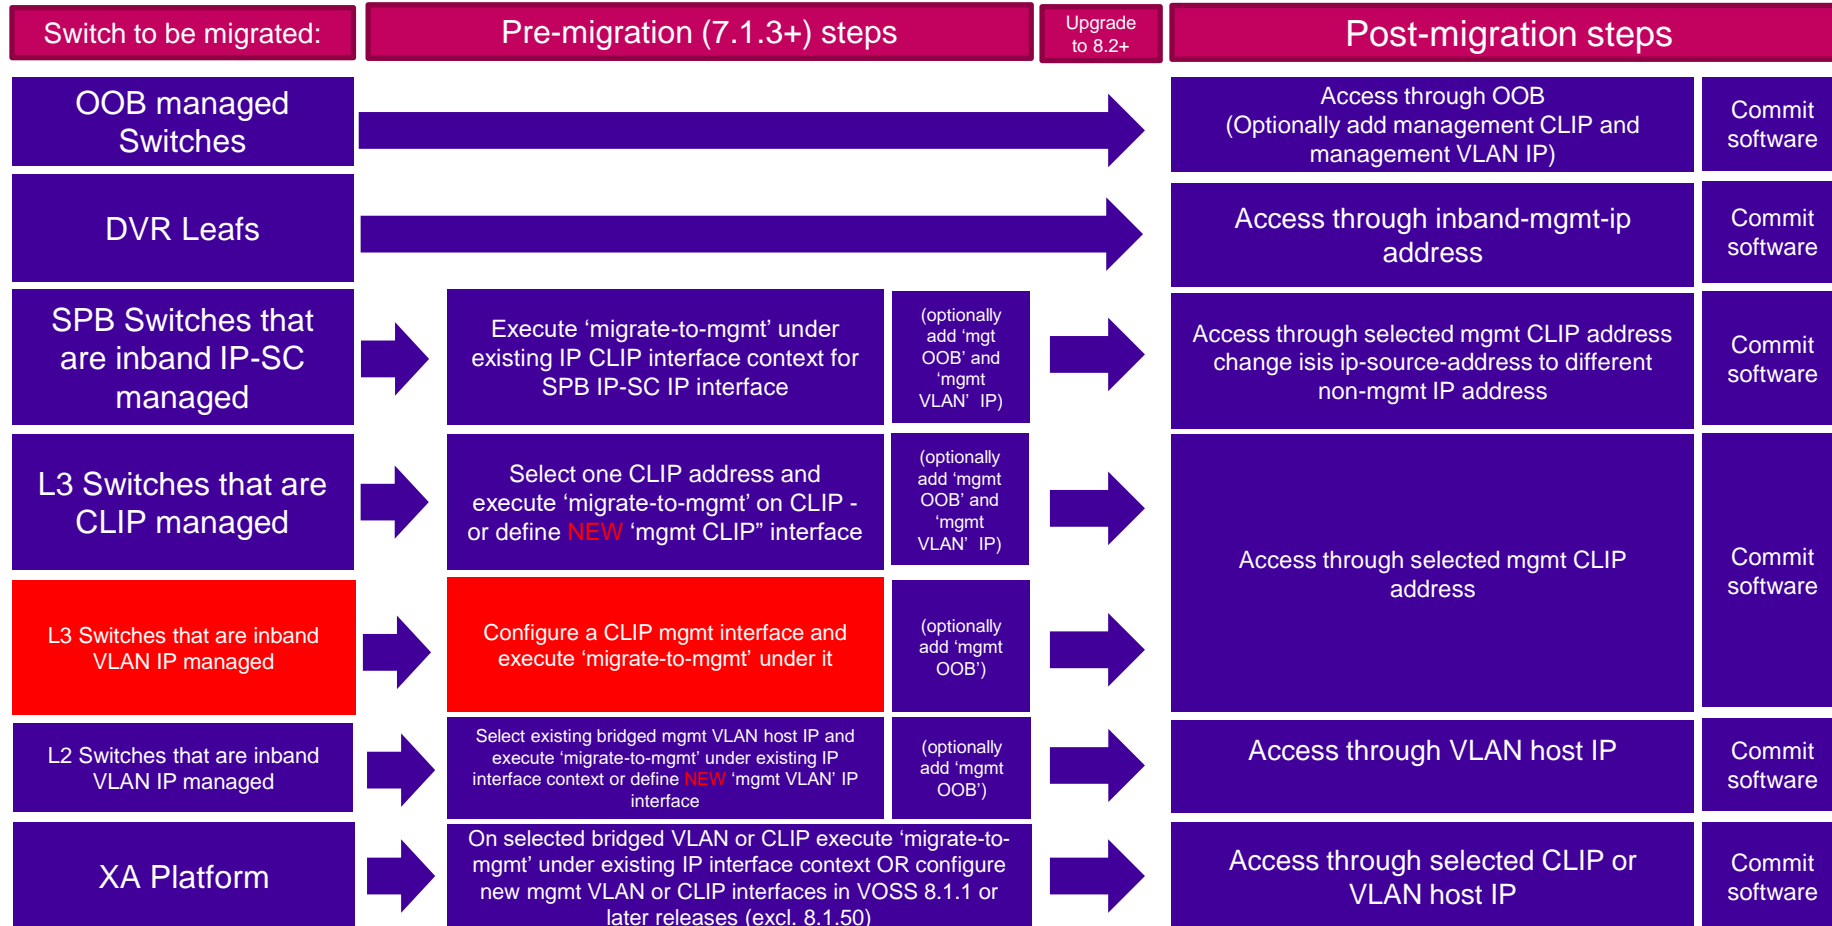 Switch to be migrated:
Pre-migration (7.1.3+) steps
Upgrade
to 8.2+
Post-migration steps
OOB managed
Switches
Access through OOB
(Optionally add management CLIP and
management VLAN IP)
Commit
software
DVR Leafs
Access through inband-mgmt-ip
address
Commit
software
SPB Switches that
are inband IP-SC
managed
Execute ‘migrate-to-mgmt’ under
existing IP CLIP interface context for
SPB IP-SC IP interface
(optionally
add ‘mgt
OOB’ and
‘mgmt
VLAN’ IP)
Access through selected mgmt CLIP address
change isis ip-source-address to different
non-mgmt IP address
Commit
software
L3 Switches that are
CLIP managed
Select one CLIP address and
execute ‘migrate-to-mgmt’ on CLIP -
or define NEW ‘mgmt CLIP” interface
(optionally
add ‘mgmt
OOB’ and
‘mgmt
VLAN’ IP)
Access through selected mgmt CLIP
address
Commit
software
L3 Switches that are inband
VLAN IP managed
Configure a CLIP mgmt interface and
execute ‘migrate-to-mgmt’ under it
(optionally
add ‘mgmt
OOB’)
L2 Switches that are inband
VLAN IP managed
Select existing bridged mgmt VLAN host IP and
execute ‘migrate-to-mgmt’ under existing IP
interface context or define NEW ‘mgmt VLAN’ IP
interface
(optionally
add ‘mgmt
OOB’)
Access through VLAN host IP
Commit
software
XA Platform
On selected bridged VLAN or CLIP execute ‘migrate-to-
mgmt’ under existing IP interface context OR configure
new mgmt VLAN or CLIP interfaces in VOSS 8.1.1 or
later releases (excl. 8.1.50)
Access through selected CLIP or
VLAN host IP
Commit
software